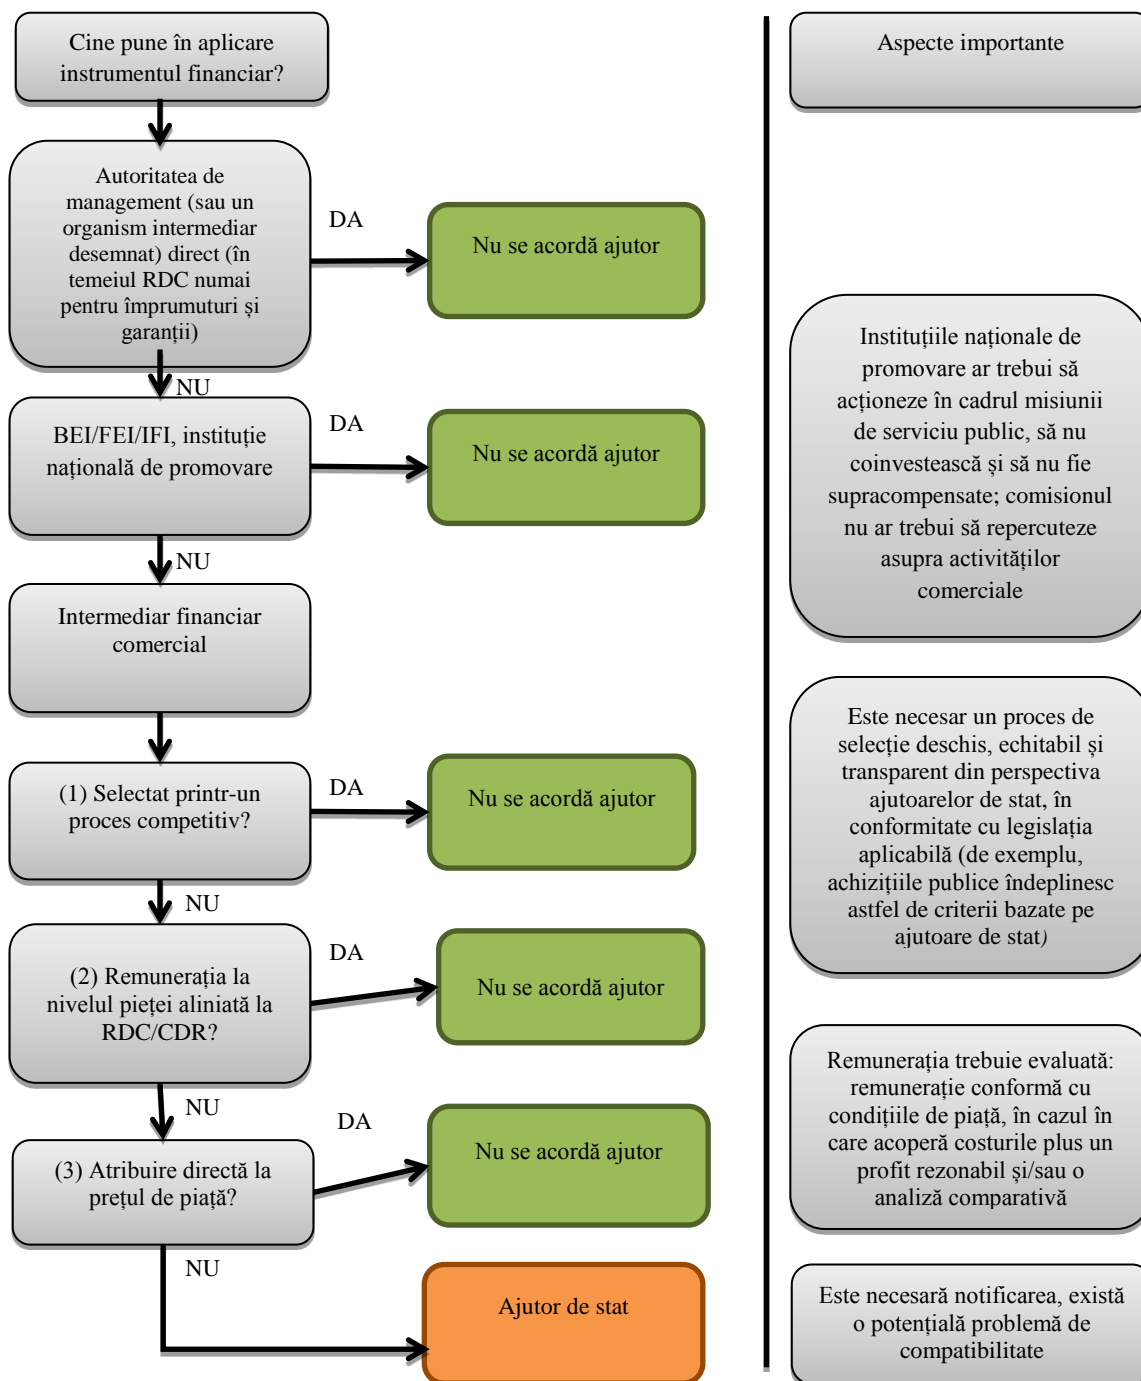 Cine pune în aplicare
instrumentul financiar?
Autoritatea de
management (sau un
organism intermediar
desemnat) direct (în
temeiul RDC numai
pentru împrumuturi și
garanții)
DA
Nu se acordă ajutor
NU
BEI/FEI/IFI, instituție
națională de promovare
DA
Nu se acordă ajutor
NU
Intermediar financiar
comercial
(1) Selectat printr-un
proces competitiv?
DA
Nu se acordă ajutor
NU
(2) Remunerația la
nivelul pieței aliniată la
RDC/CDR?
DA
Nu se acordă ajutor
NU
(3) Atribuire directă la
prețul de piață?
DA
Nu se acordă ajutor
NU
Ajutor de stat
Aspecte importante
Instituțiile naționale de
promovare ar trebui să
acționeze în cadrul misiunii
de serviciu public, să nu
coinvestească și să nu fie
supracompensate; comisionul
nu ar trebui să repercuteze
asupra activităților
comerciale
Este necesar un proces de
selecție deschis, echitabil și
transparent din perspectiva
ajutoarelor de stat, în
conformitate cu legislația
aplicabilă (de exemplu,
achizițiile publice îndeplinesc
astfel de criterii bazate pe
ajutoare de stat)
Remunerația trebuie evaluată:
remunerație conformă cu
condițiile de piață, în cazul în
care acoperă costurile plus un
profit rezonabil și/sau o
analiză comparativă
Este necesară notificarea, există
o potențială problemă de
compatibilitate